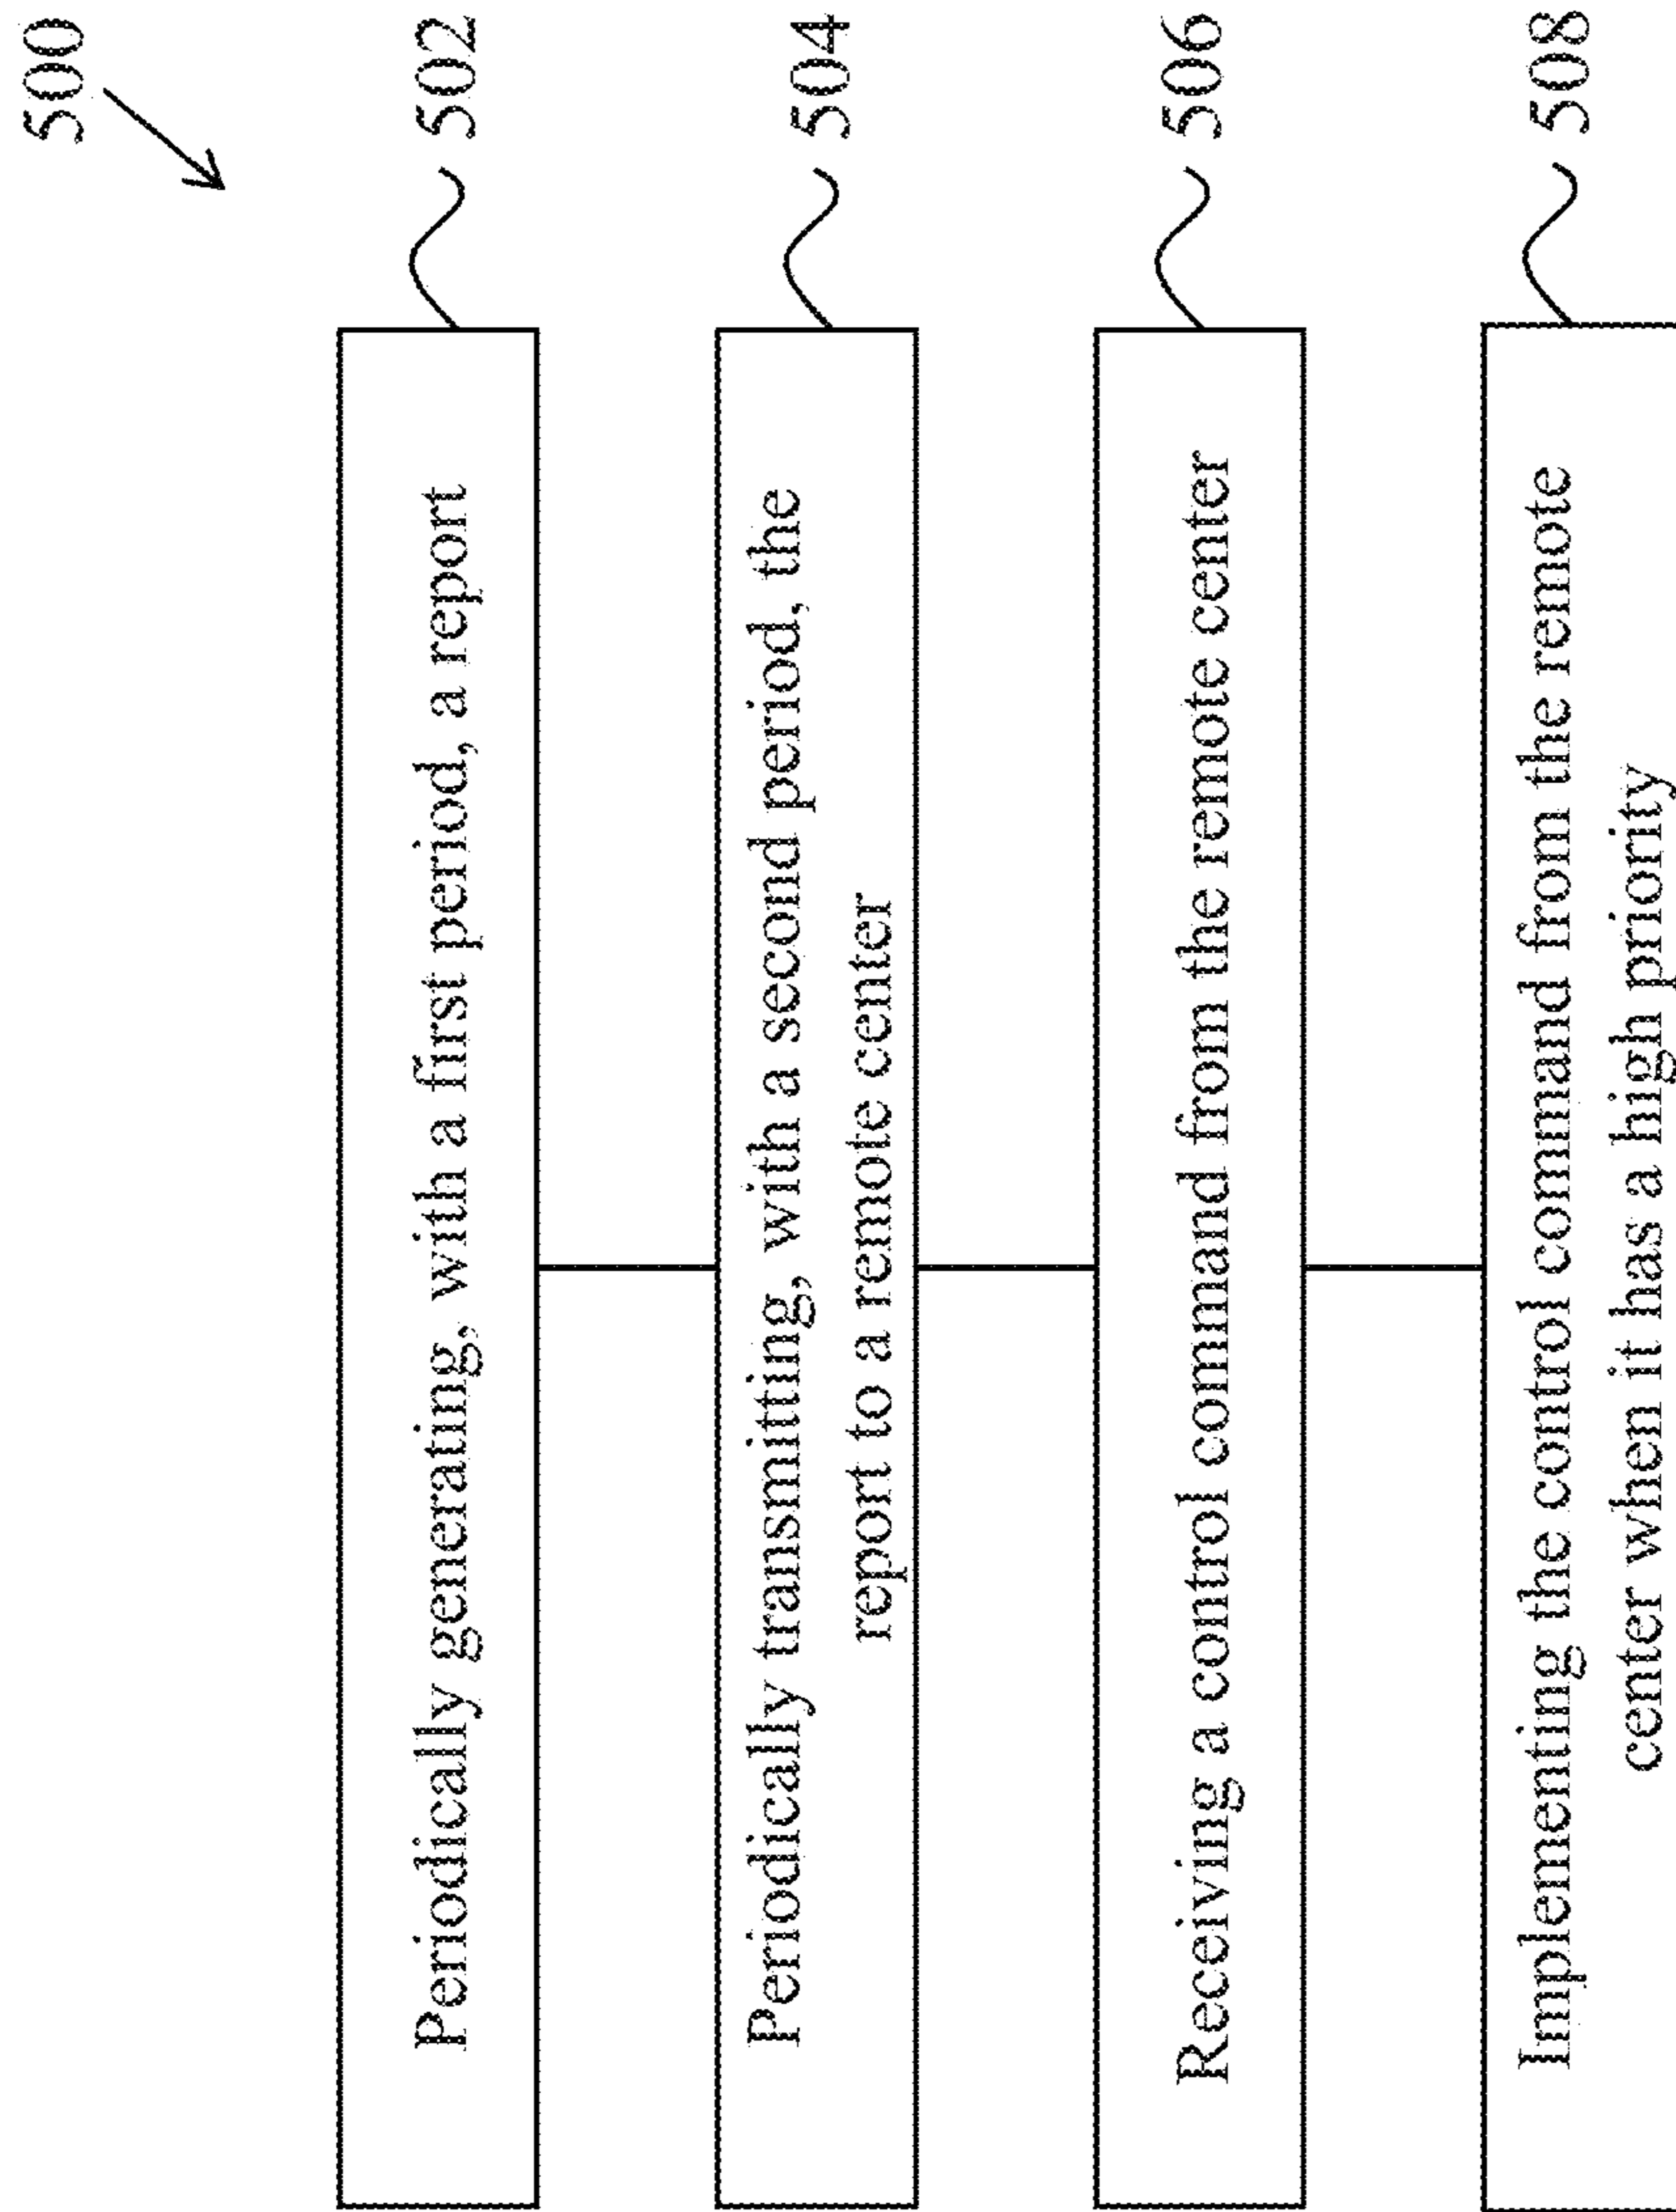 500
Periodically generating, with a first period, a report
502
Periodically transmitting, with a second period, the
report to a remote center
504
Receiving a control command from the remote center
506
Implementing the control command from the remote
center when it has a high priority
508